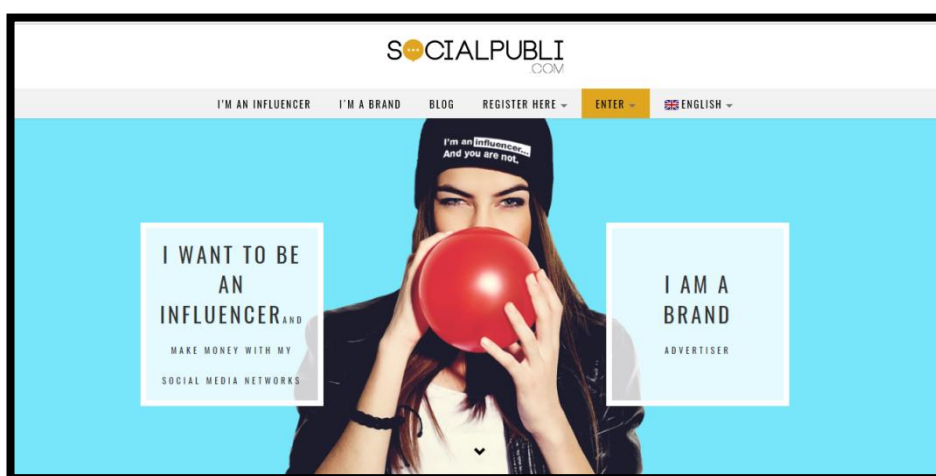 SOCIALPUBLI
.COM
I'M AN INFLUENCER I´M A BRAND BLOG REGISTER HERE ENTER ENGLISH
I'm an influencer...
And you are not.
I WANT TO BE
AN
INFLUENCER AND
MAKE MONEY WITH MY
SOCIAL MEDIA NETWORKS
I AM A
BRAND
ADVERTISER